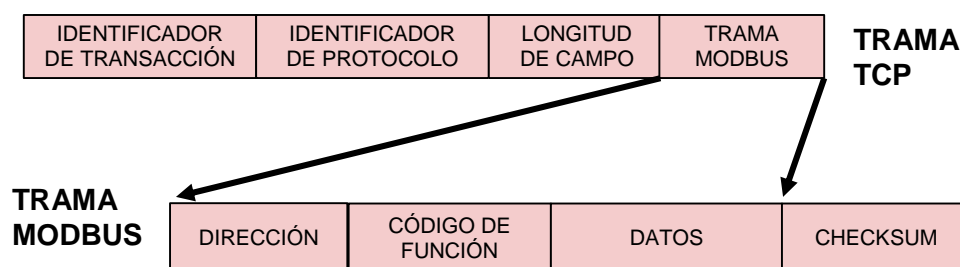 IDENTIFICADOR
DE TRANSACCIÓN
IDENTIFICADOR
DE PROTOCOLO
LONGITUD
DE CAMPO
TRAMA
MODBUS
TRAMA
TCP
TRAMA
MODBUS
DIRECCIÓN
CÓDIGO DE
FUNCIÓN
DATOS
CHECKSUM